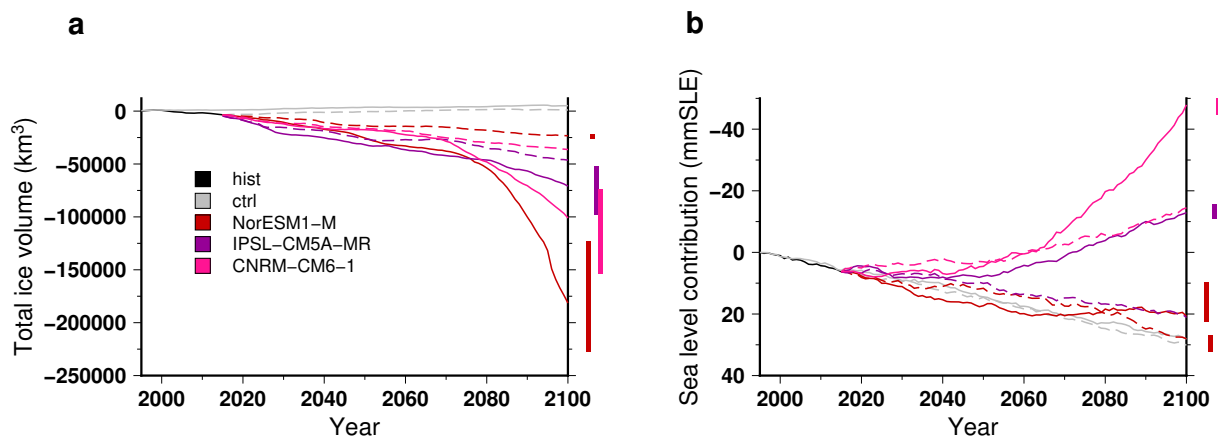 a
Total ice volume (km³)
0
−50000
−100000
−150000
−200000
−250000
hist
ctrl
NorESM1−M
IPSL−CM5A−MR
CNRM−CM6−1
2000 2020 2040 2060 2080 2100
Year
b
Sea level contribution (mmSLE)
−40
−20
0
20
40
2000 2020 2040 2060 2080 2100
Year